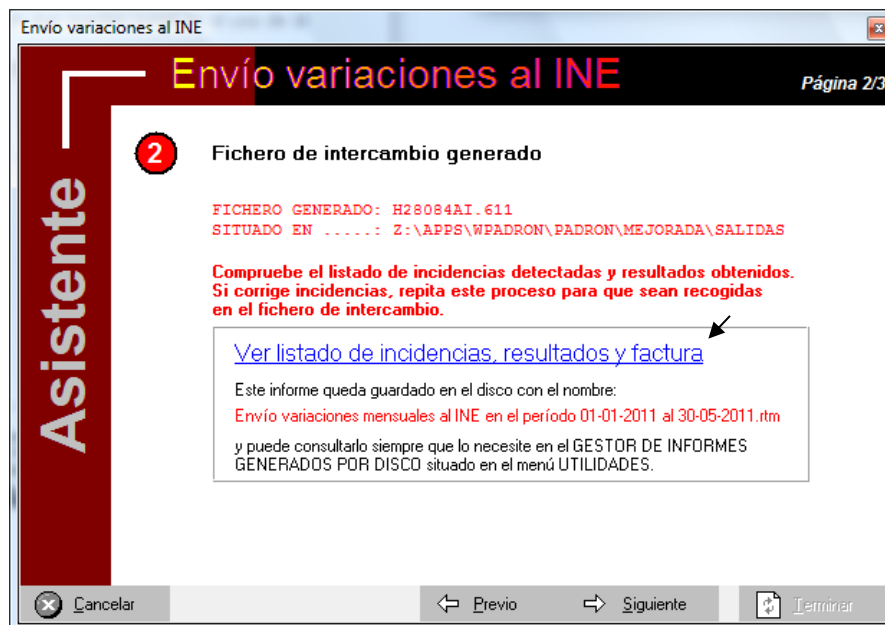 Envío variaciones al INE
Envío variaciones al INE
Página 2/3
Asistente
2
Fichero de intercambio generado
FICHERO GENERADO: H28084AI.611
SITUADO EN .....: Z:\APPS\WPADRON\PADRON\MEJORADA\SALIDAS
Compruebe el listado de incidencias detectadas y resultados obtenidos.
Si corrige incidencias, repita este proceso para que sean recogidas
en el fichero de intercambio.
Ver listado de incidencias, resultados y factura
Este informe queda guardado en el disco con el nombre:
Envío variaciones mensuales al INE en el período 01-01-2011 al 30-05-2011.rtm
y puede consultarlo siempre que lo necesite en el GESTOR DE INFORMES
GENERADOS POR DISCO situado en el menú UTILIDADES.
Cancelar
Previo
Siguiente
Terminar